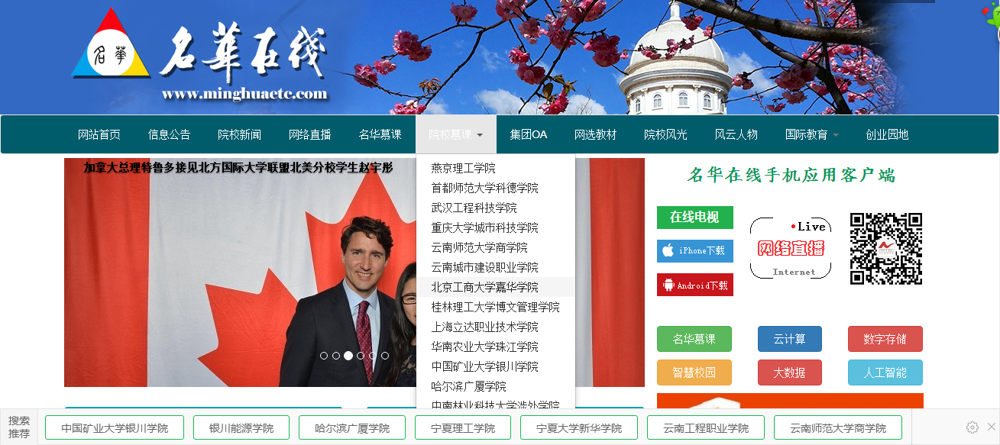 名华
名华在线
www.minghuaetc.com
网站首页 信息公告 院校新闻 网络直播 名华慕课 院校慕课 集团OA 网选教材 院校风光 风云人物 国际教育 创业园地
加拿大总理特鲁多接见北方国际大学联盟北美分校学生赵宇彤
燕京理工学院
首都师范大学科德学院
武汉工程科技学院
重庆大学城市科技学院
云南师范大学商学院
云南城市建设职业学院
北京工商大学嘉华学院
桂林理工大学博文管理学院
上海立达职业技术学院
华南农业大学珠江学院
中国矿业大学银川学院
哈尔滨广厦学院
中南林业科技大学涉外学院
名华在线手机应用客户端
在线电视
iPhone下载
Android下载
Live
网络直播
Internet
名华慕课 云计算 数字存储
智慧校园 大数据 人工智能
搜索
推荐
中国矿业大学银川学院 银川能源学院 哈尔滨广厦学院 宁夏理工学院 宁夏大学新华学院 云南工程职业学院 云南师范大学商学院